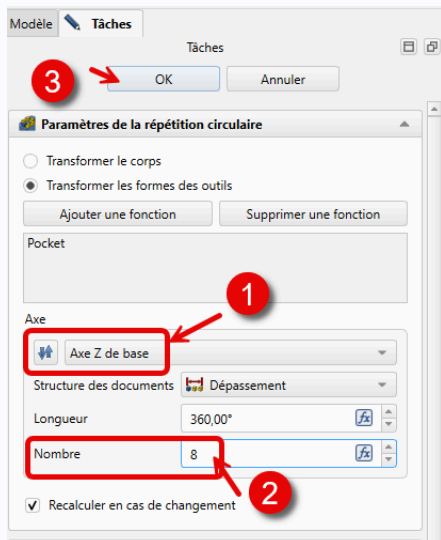 Modèle Tâches
Tâches
3
OK Annuler
Paramètres de la répétition circulaire
Transformer le corps
Transformer les formes des outils
Ajouter une fonction Supprimer une fonction
Pocket
1
Axe
Axe Z de base
Structure des documents Dépassement
Longueur 360,00° fx
Nombre 8 fx
2
Recalculer en cas de changement